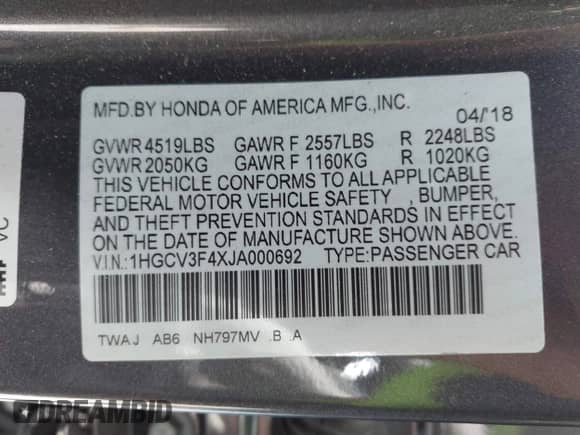 MFD.BY HONDA OF AMERICA MFG.,INC.
04/'18
GVWR 4519LBS GAWR F 2557LBS R 2248LBS
GVWR 2050KG GAWR F 1160KG R 1020KG
THIS VEHICLE CONFORMS TO ALL APPLICABLE
FEDERAL MOTOR VEHICLE SAFETY , BUMPER,
AND THEFT PREVENTION STANDARDS IN EFFECT
ON THE DATE OF MANUFACTURE SHOWN ABOVE.
V.I.N.:1HGCV3F4XJA000692 TYPE:PASSENGER CAR
TWAJ AB6 NH797MV .B .A
VC
DREAMBID